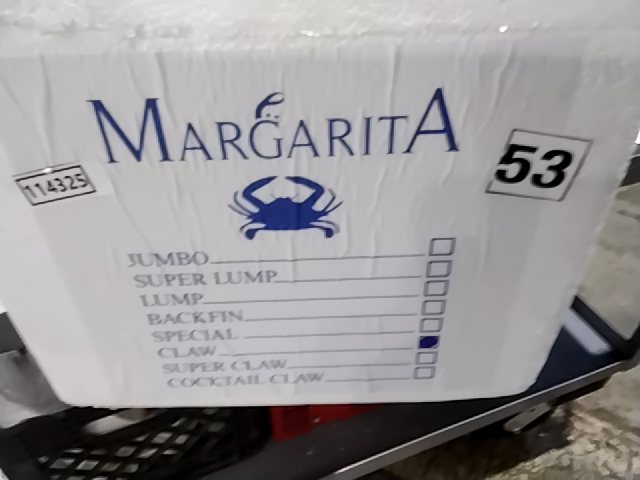 MARGARITA
114325
53
JUMBO
SUPER LUMP
LUMP
BACKFIN
SPECIAL
CLAW
SUPER CLAW
COCKTAIL CLAW